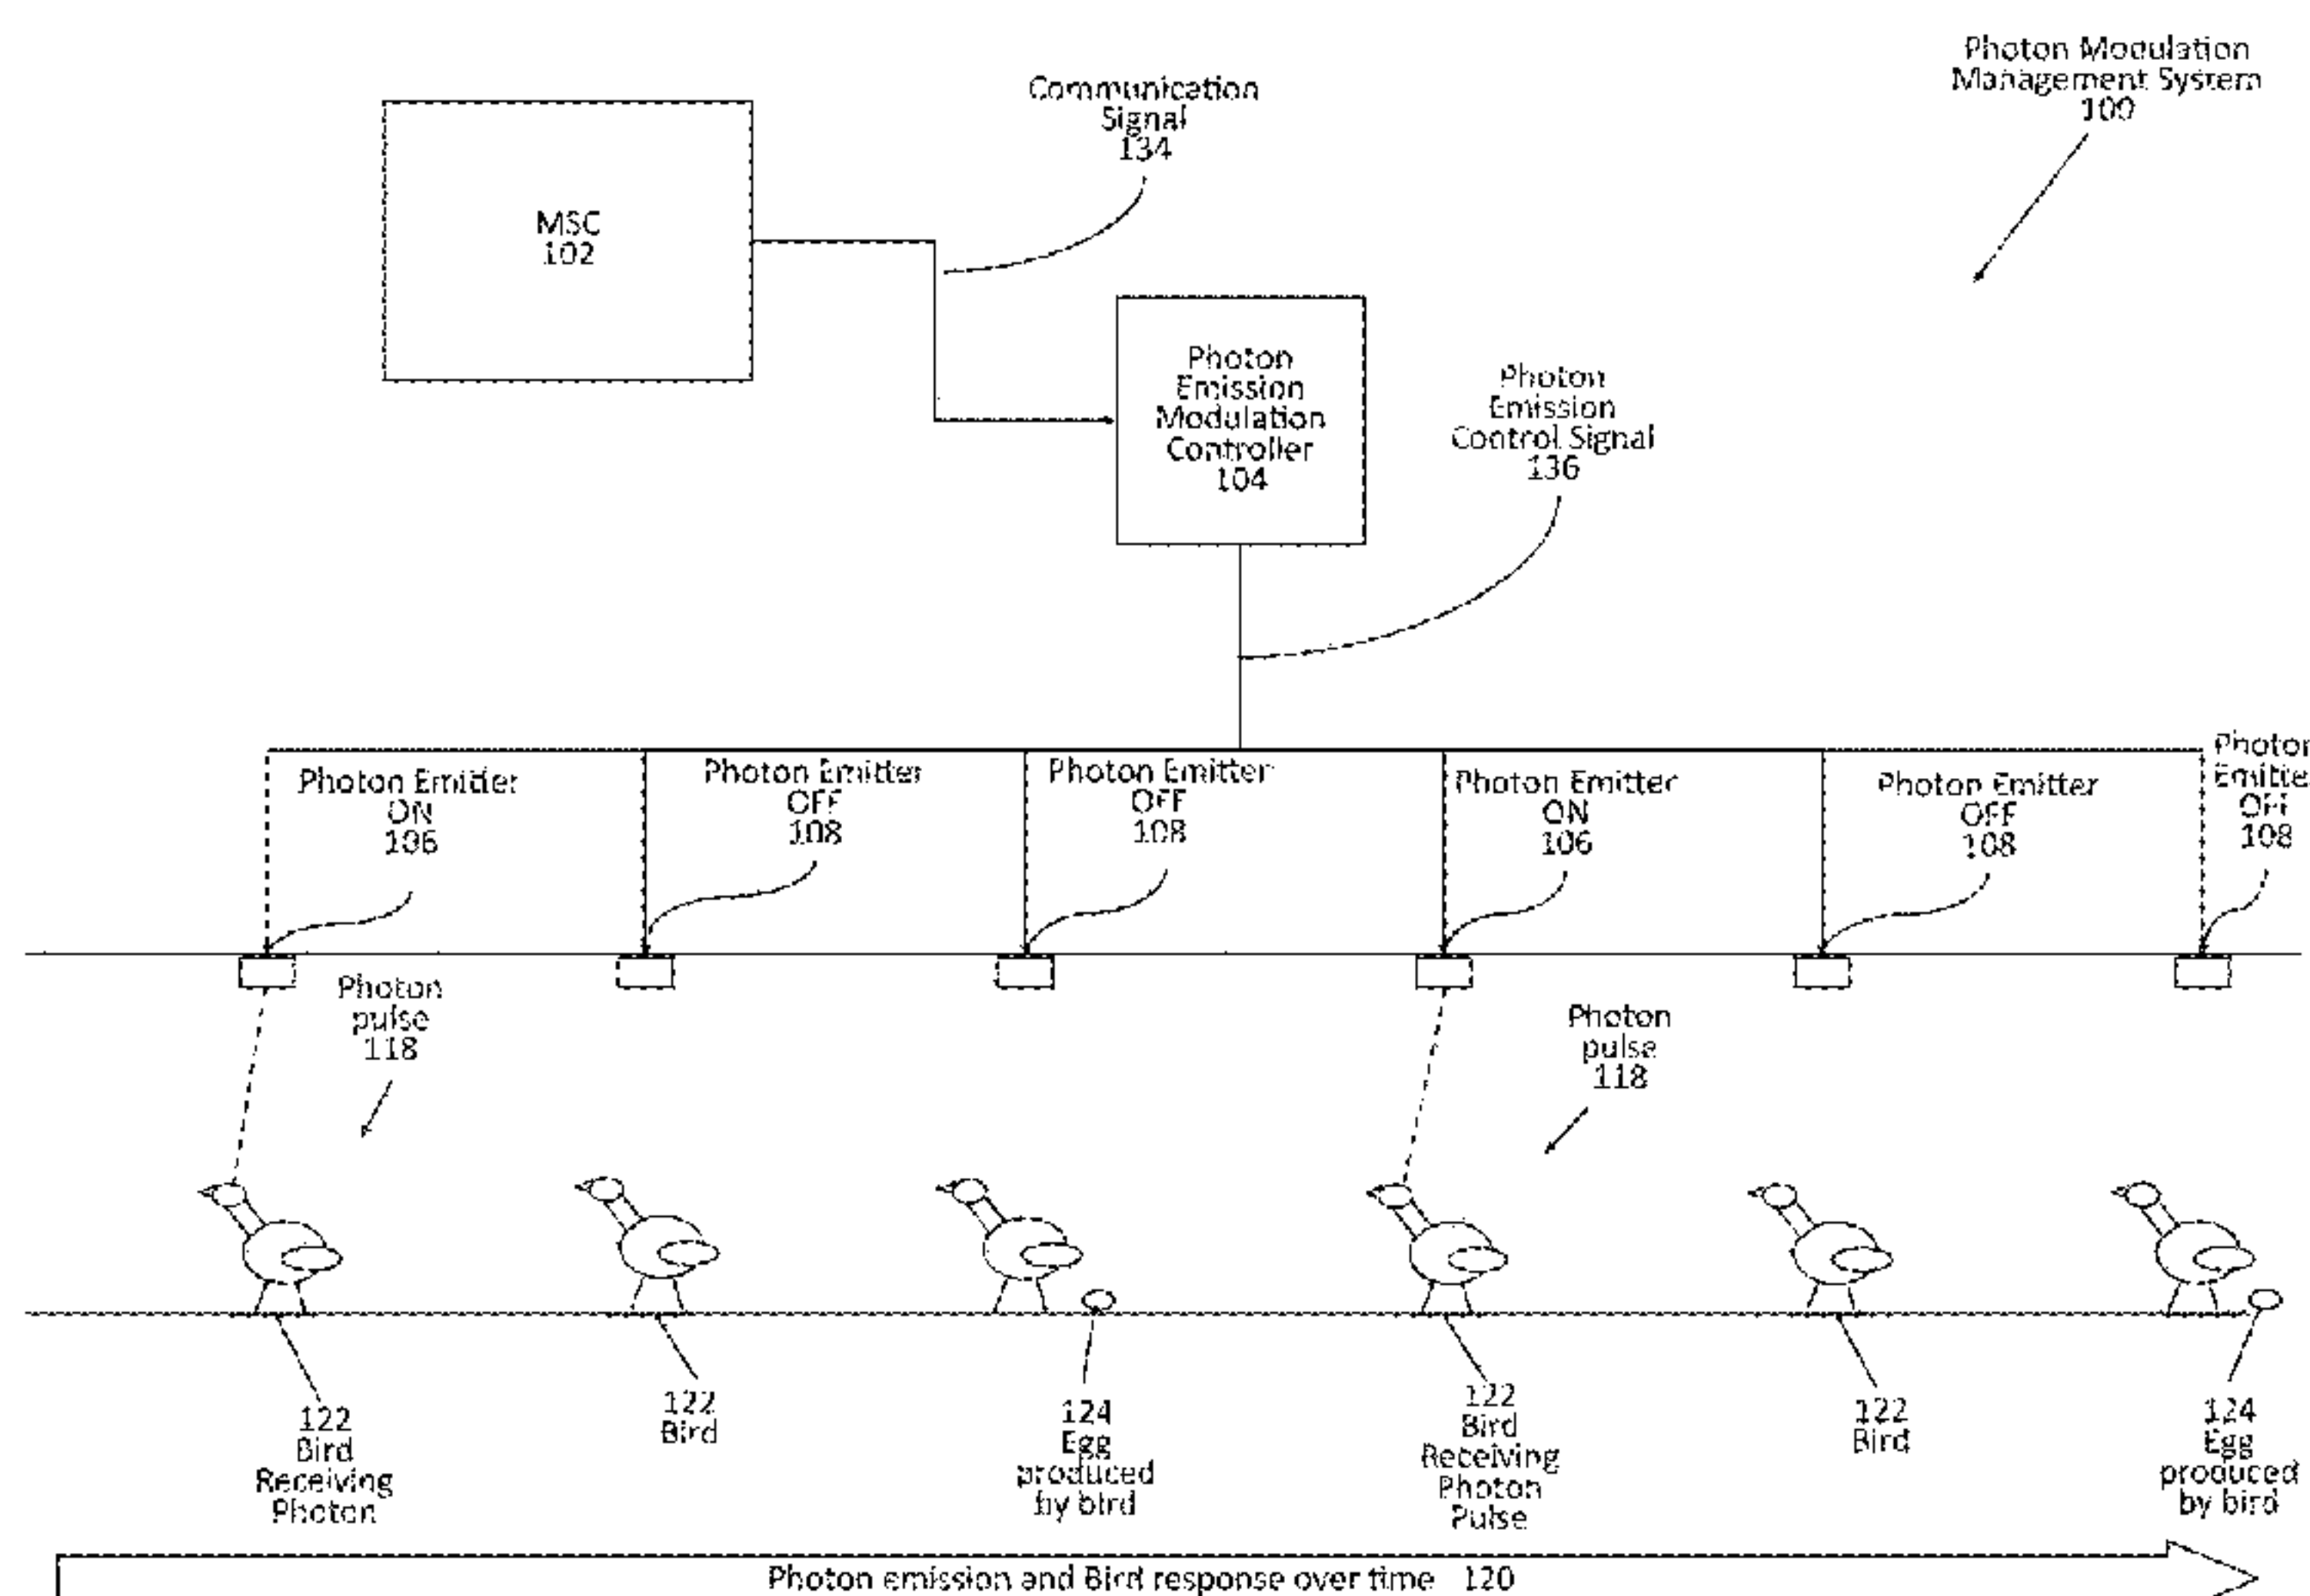 Photon Modulation
Management System
100
Communication
Signal
134
MSC
102
Photon
Emission
Modulation
Controller
104
Photon
Emission
Control Signal
136
Photon Emitter
ON
106
Photon Emitter
OFF
108
Photon Emitter
OFF
108
Photon Emitter
ON
106
Photon Emitter
OFF
108
Photon
Emitte
OFF
108
Photon
pulse
118
Photon
pulse
118
122
Bird
Receiving
Photon
122
Bird
124
Egg
produced
by bird
122
Bird
Receiving
Photon
Pulse
122
Bird
124
Egg
produced
by bird
Photon emission and Bird response over time 120